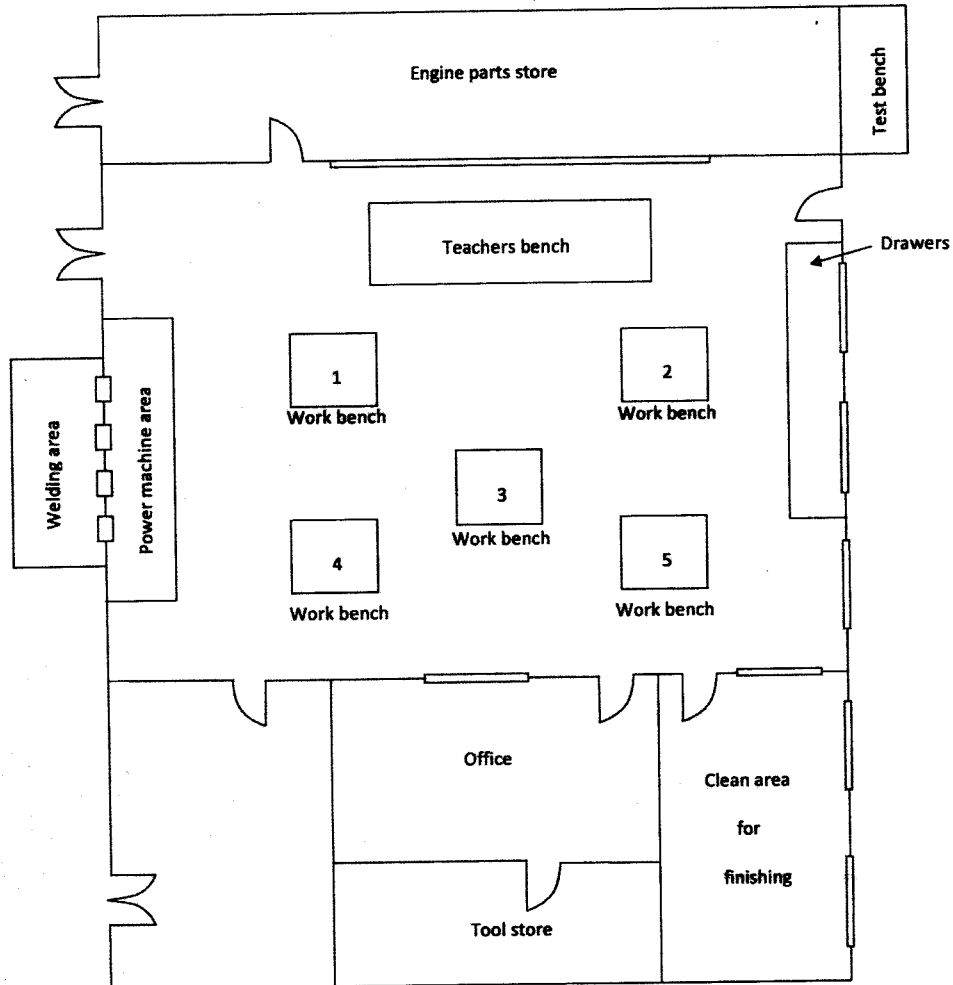 Engine parts store
Test bench
Teachers bench
Drawers
1
Work bench
2
Work bench
Welding area
Power machine area
3
Work bench
4
Work bench
5
Work bench
Office
Clean area
for
finishing
Tool store